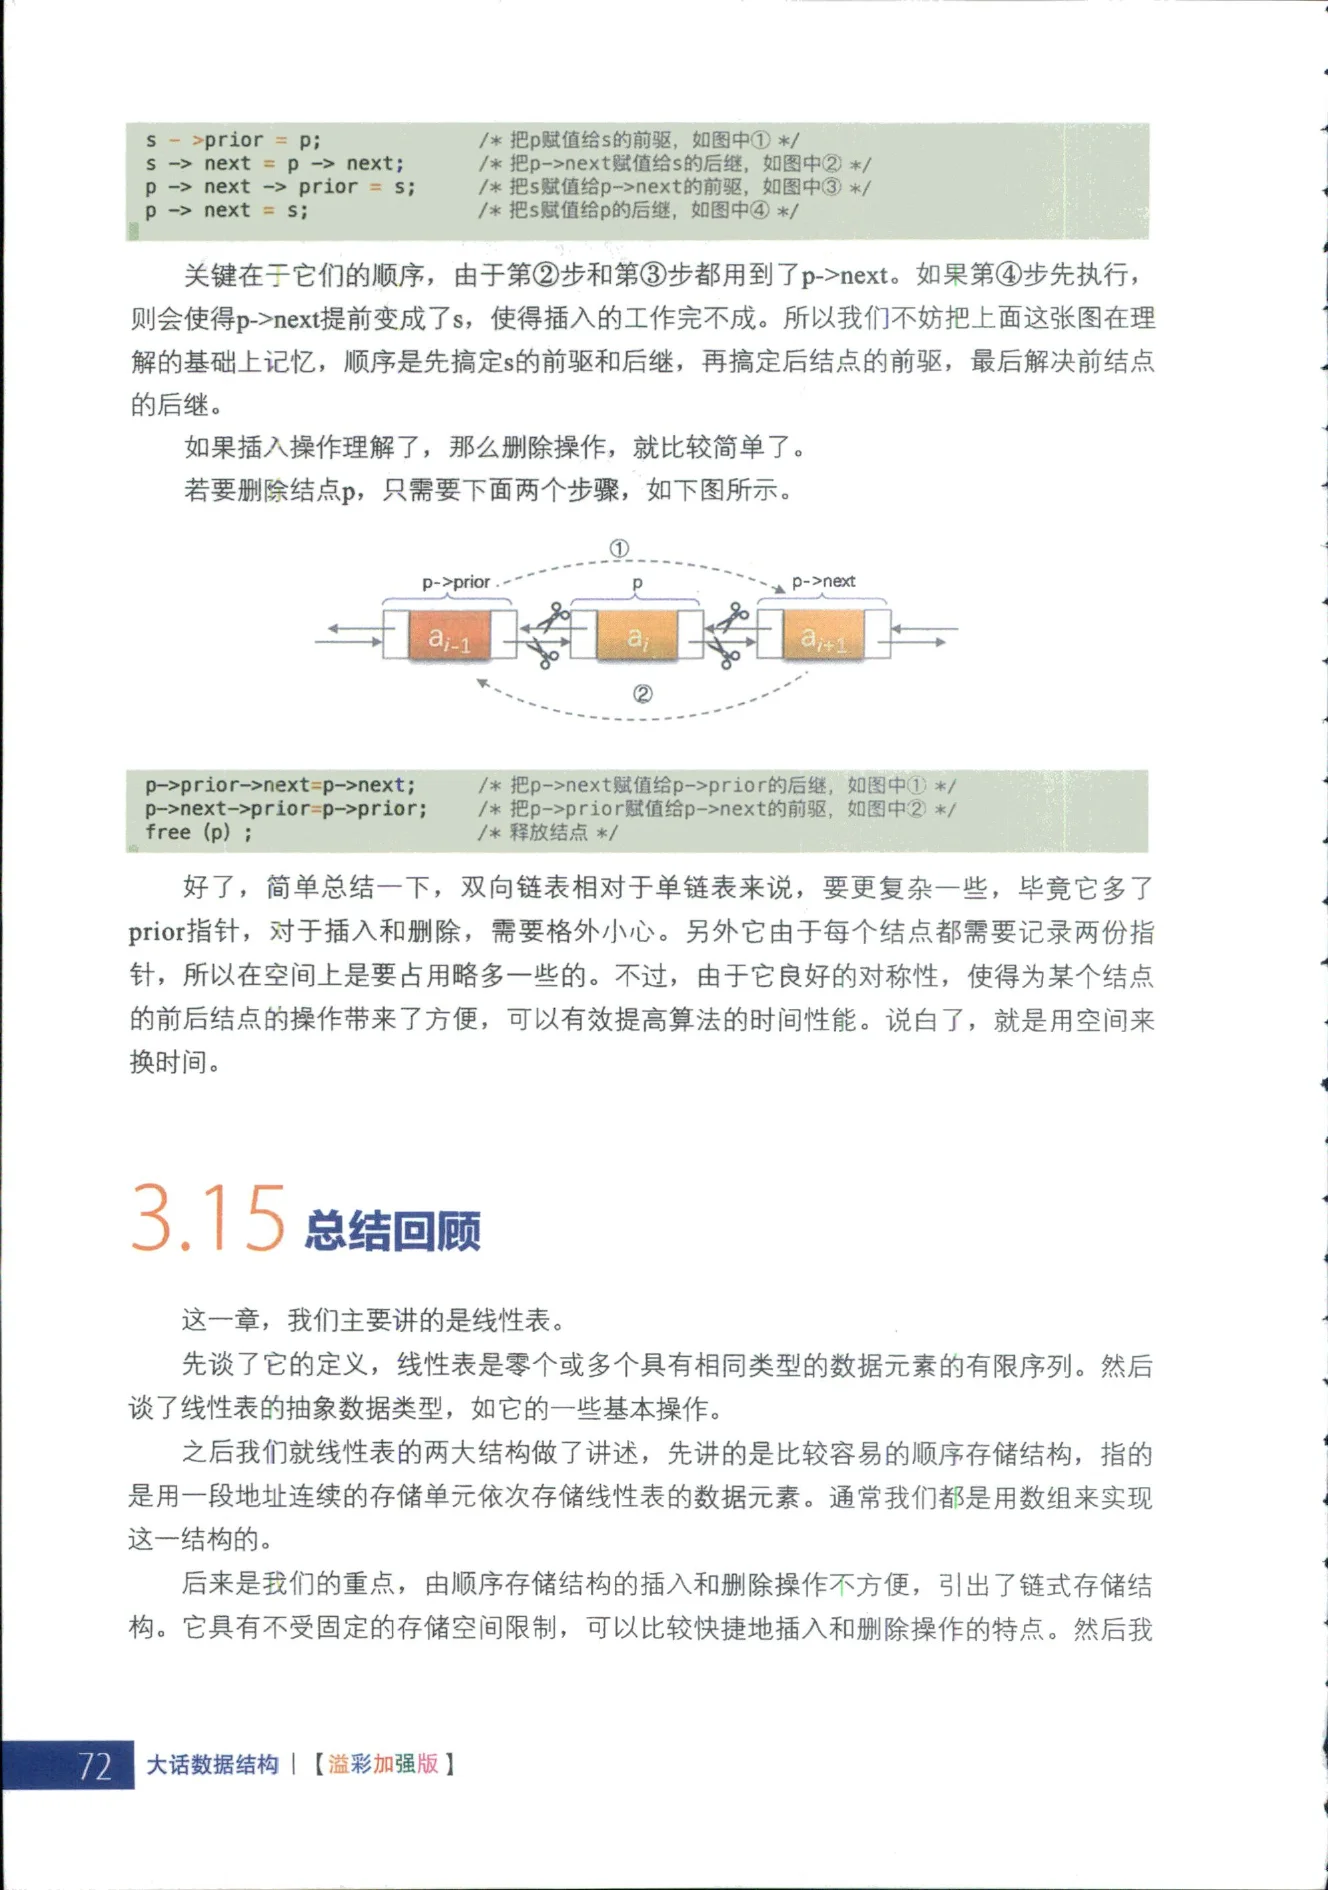 s - >prior = p; /* 把p赋值给s的前驱，如图中① */
s -> next = p -> next; /* 把p->next赋值给s的后继，如图中② */
p -> next -> prior = s; /* 把s赋值给p->next的前驱，如图中③ */
p -> next = s; /* 把s赋值给p的后继，如图中④ */
关键在于它们的顺序，由于第②步和第③步都用到了p->next。如果第④步先执行，
则会使得p->next提前变成了s，使得插入的工作完不成。所以我们不妨把上面这张图在理
解的基础上记忆，顺序是先搞定s的前驱和后继，再搞定后结点的前驱，最后解决前结点
的后继。
如果插入操作理解了，那么删除操作，就比较简单了。
若要删除结点p，只需要下面两个步骤，如下图所示。
①
p->prior p p->next
ai-1 ai ai+1
②
p->prior->next=p->next; /* 把p->next赋值给p->prior的后继，如图中① */
p->next->prior=p->prior; /* 把p->prior赋值给p->next的前驱，如图中② */
free (p) ; /* 释放结点 */
好了，简单总结一下，双向链表相对于单链表来说，要更复杂一些，毕竟它多了
prior指针，对于插入和删除，需要格外小心。另外它由于每个结点都需要记录两份指
针，所以在空间上是要占用略多一些的。不过，由于它良好的对称性，使得为某个结点
的前后结点的操作带来了方便，可以有效提高算法的时间性能。说白了，就是用空间来
换时间。
3.15 总结回顾
这一章，我们主要讲的是线性表。
先谈了它的定义，线性表是零个或多个具有相同类型的数据元素的有限序列。然后
谈了线性表的抽象数据类型，如它的一些基本操作。
之后我们就线性表的两大结构做了讲述，先讲的是比较容易的顺序存储结构，指的
是用一段地址连续的存储单元依次存储线性表的数据元素。通常我们都是用数组来实现
这一结构的。
后来是我们的重点，由顺序存储结构的插入和删除操作不方便，引出了链式存储结
构。它具有不受固定的存储空间限制，可以比较快捷地插入和删除操作的特点。然后我
72 大话数据结构 | 【溢彩加强版】